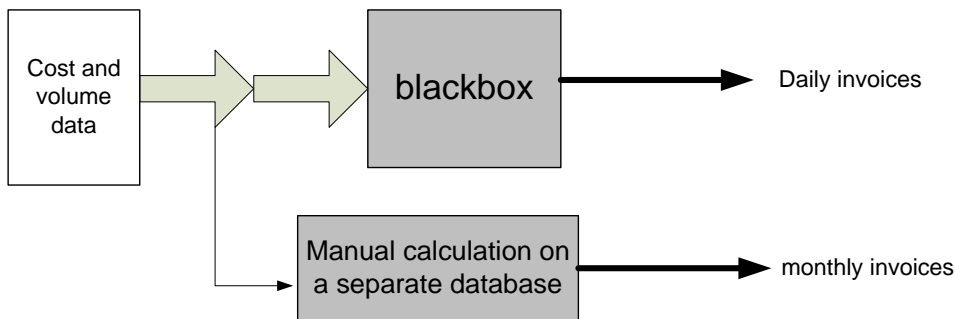 Cost and
volume
data
blackbox
Daily invoices
Manual calculation on
a separate database
monthly invoices